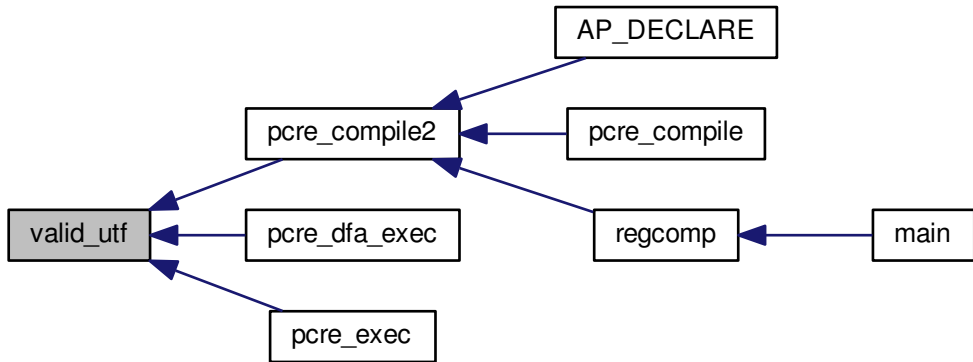 AP_DECLARE
pcre_compile2
pcre_compile
valid_utf
pcre_dfa_exec
regcomp
main
pcre_exec